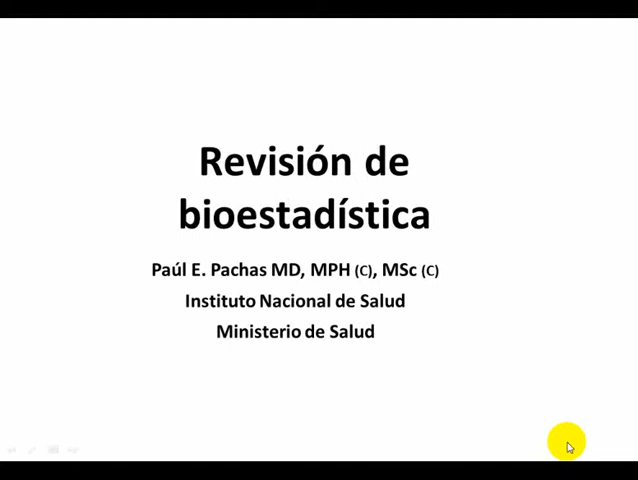 Revisión de
bioestadística
Paúl E. Pachas MD, MPH (C), MSc (C)
Instituto Nacional de Salud
Ministerio de Salud